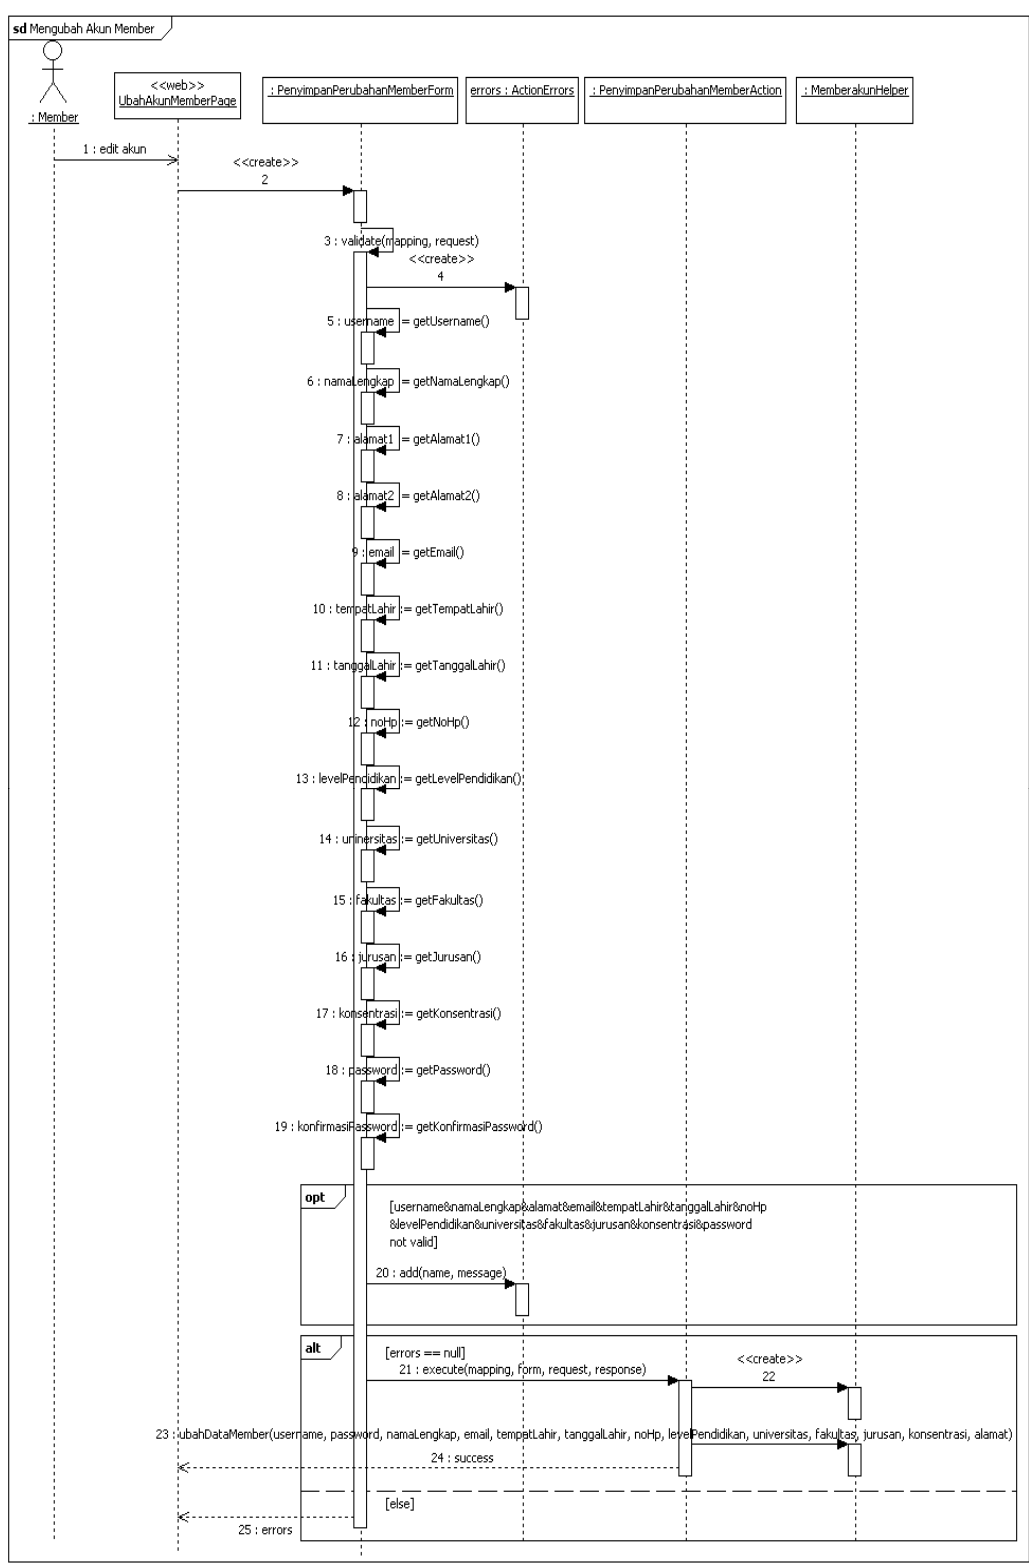 sd Mengubah Akun Member
: Member
<<web>>
UbahAkunMemberPage
: PenyimpanPerubahanMemberForm
errors : ActionErrors
: PenyimpanPerubahanMemberAction
: MemberakunHelper
1 : edit akun
<<create>>
2
3 : validate(mapping, request)
<<create>>
4
5 : username := getUsername()
6 : namaLengkap := getNamaLengkap()
7 : alamat1 := getAlamat1()
8 : alamat2 := getAlamat2()
9 : email := getEmail()
10 : tempatLahir := getTempatLahir()
11 : tanggalLahir := getTanggalLahir()
12 : noHp := getNoHp()
13 : levelPendidikan := getLevelPendidikan()
14 : uninersitas := getUniversitas()
15 : fakultas := getFakultas()
16 : jurusan := getJurusan()
17 : konsentrasi := getKonsentrasi()
18 : password := getPassword()
19 : konfirmasiPassword := getKonfirmasiPassword()
opt
[username&namaLengkap&alamat&email&tempatLahir&tanggalLahir&noHp
&levelPendidikan&universitas&fakultas&jurusan&konsentrasi&password
not valid]
20 : add(name, message)
alt
[errors == null]
21 : execute(mapping, form, request, response)
<<create>>
22
23 : ubahDataMember(username, password, namaLengkap, email, tempatLahir, tanggalLahir, noHp, levelPendidikan, universitas, fakultas, jurusan, konsentrasi, alamat)
24 : success
[else]
25 : errors